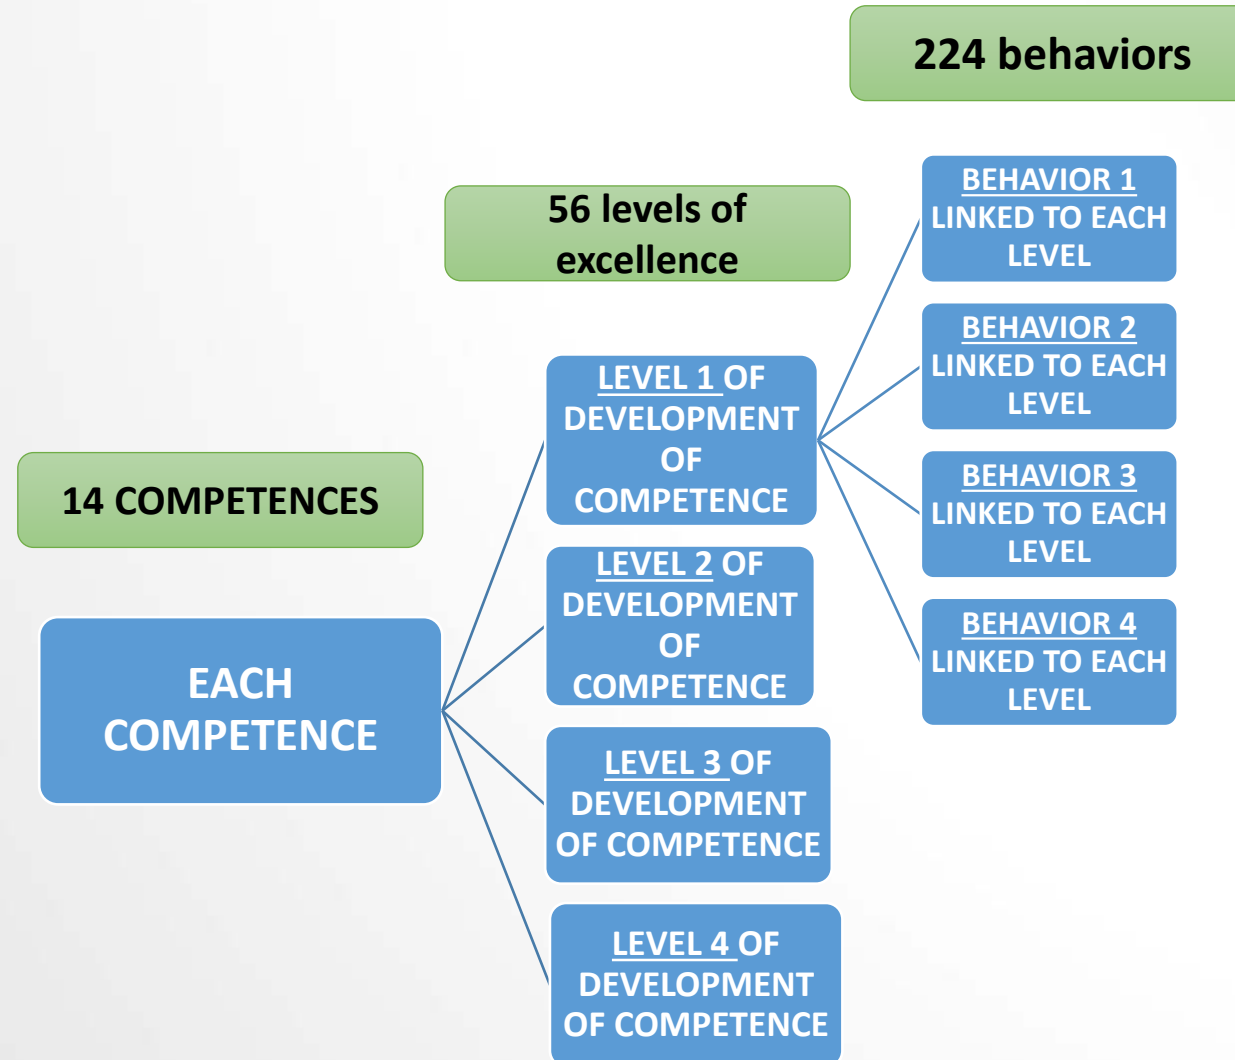 224 behaviors
56 levels of
excellence
14 COMPETENCES
EACH
COMPETENCE
LEVEL 1 OF
DEVELOPMENT
OF
COMPETENCE
LEVEL 2 OF
DEVELOPMENT
OF
COMPETENCE
LEVEL 3 OF
DEVELOPMENT
OF COMPETENCE
LEVEL 4 OF
DEVELOPMENT
OF COMPETENCE
BEHAVIOR 1
LINKED TO EACH
LEVEL
BEHAVIOR 2
LINKED TO EACH
LEVEL
BEHAVIOR 3
LINKED TO EACH
LEVEL
BEHAVIOR 4
LINKED TO EACH
LEVEL